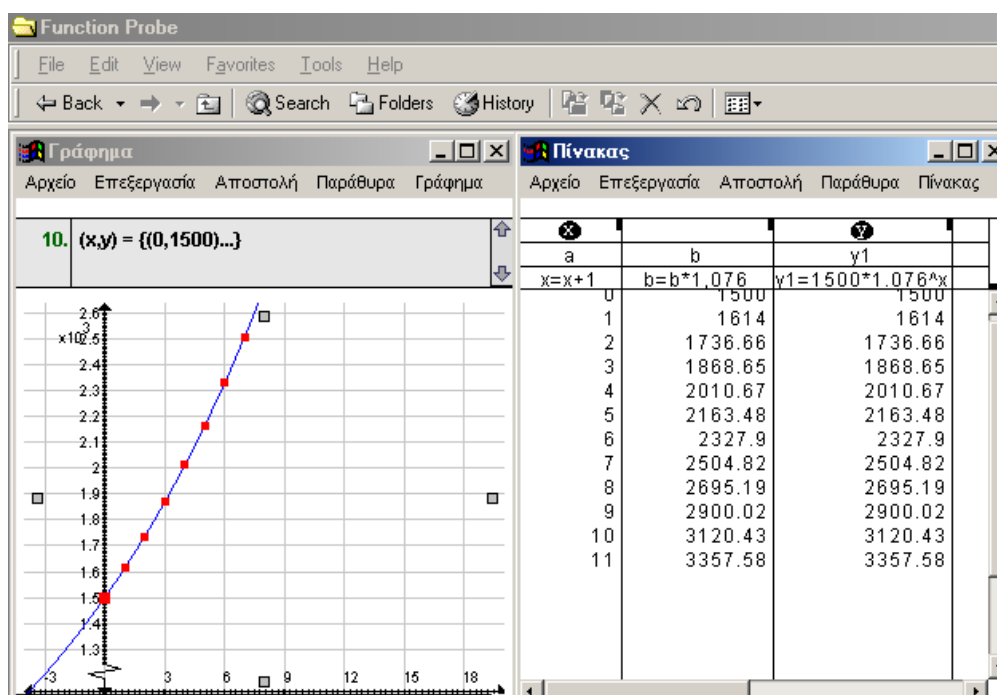 Function Probe
File Edit View Favorites Tools Help
Back Search Folders History
Γράφημα
Αρχείο Επεξεργασία Αποστολή Παράθυρα Γράφημα
10. (x,y) = {(0,1500)...}
2.6
x10^3
2.5
2.4
2.3
2.2
2.1
2
1.9
1.8
1.7
1.6
1.5
1.4
1.3
-3 3 6 9 12 15 18
Πίνακας
Αρχείο Επεξεργασία Αποστολή Παράθυρα Πίνακας
x y
a b y1
x=x+1 b=b*1,076 y1=1500*1.076^x
0 1500 1500
1 1614 1614
2 1736.66 1736.66
3 1868.65 1868.65
4 2010.67 2010.67
5 2163.48 2163.48
6 2327.9 2327.9
7 2504.82 2504.82
8 2695.19 2695.19
9 2900.02 2900.02
10 3120.43 3120.43
11 3357.58 3357.58